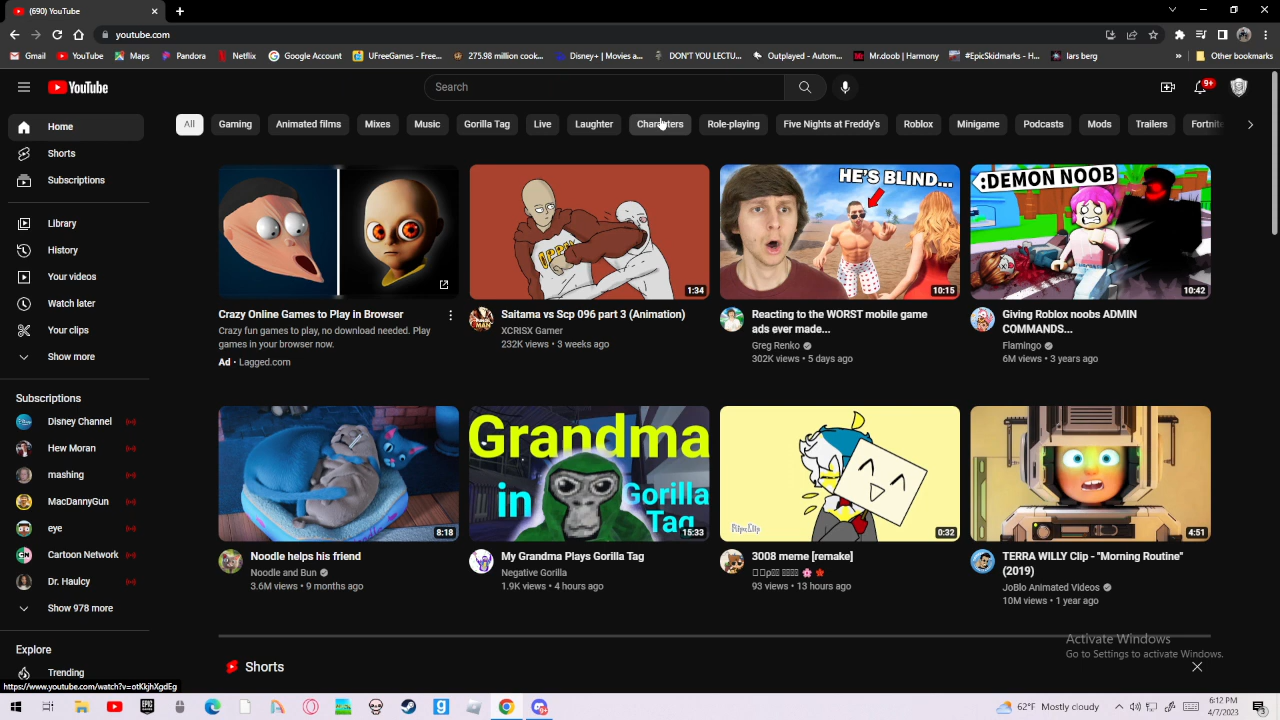 (690) YouTube
youtube.com
Gmail YouTube Maps Pandora Netflix Google Account UFreeGames - Free... 275.98 million cook... Disney+ | Movies a... DON'T YOU LECTU... Outplayed - Autom... Mr.doob | Harmony #EpicSkidmarks - H... lars berg » Other bookmarks
YouTube
Search
9+
All Gaming Animated films Mixes Music Gorilla Tag Live Laughter Characters Role-playing Five Nights at Freddy's Roblox Minigame Podcasts Mods Trailers Fortnite
Home
Shorts
Subscriptions
Library
History
Your videos
Watch later
Your clips
Show more
Subscriptions
Disney Channel
Hew Moran
mashing
MacDannyGun
eye
Cartoon Network
Dr. Haulcy
Show 978 more
Explore
Trending
https://www.youtube.com/watch?v=otKkjhXgdEg
Crazy Online Games to Play in Browser
Crazy fun games to play, no download needed. Play
games in your browser now.
Ad • Lagged.com
OPPAI
1:34
Saitama vs Scp 096 part 3 (Animation)
XCRISX Gamer
232K views • 3 weeks ago
HE'S BLIND...
10:15
Reacting to the WORST mobile game
ads ever made...
Greg Renko
302K views • 5 days ago
:DEMON NOOB
10:42
Giving Roblox noobs ADMIN
COMMANDS...
Flamingo
6M views • 3 years ago
8:18
Noodle helps his friend
Noodle and Bun
3.6M views • 9 months ago
Grandma
in Gorilla
Tag
15:33
My Grandma Plays Gorilla Tag
Negative Gorilla
1.9K views • 4 hours ago
0:32
3008 meme [remake]
93 views • 13 hours ago
4:51
TERRA WILLY Clip - "Morning Routine"
(2019)
JoBlo Animated Videos
10M views • 1 year ago
Shorts
Activate Windows
Go to Settings to activate Windows.
62°F Mostly cloudy
6:12 PM
4/7/2023